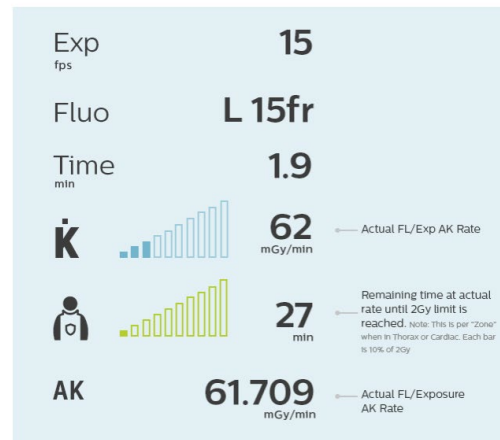 Exp 15
fps
Fluo L 15fr
Time 1.9
min
K̇ 62 Actual FL/Exp AK Rate
mGy/min
Remaining time at actual
27 rate until 2Gy limit is
min reached. Note: This is per "Zone"
when in Thorax or Cardiac. Each bar
is 10% of 2Gy
AK 61.709 Actual FL/Exposure
mGy/min AK Rate